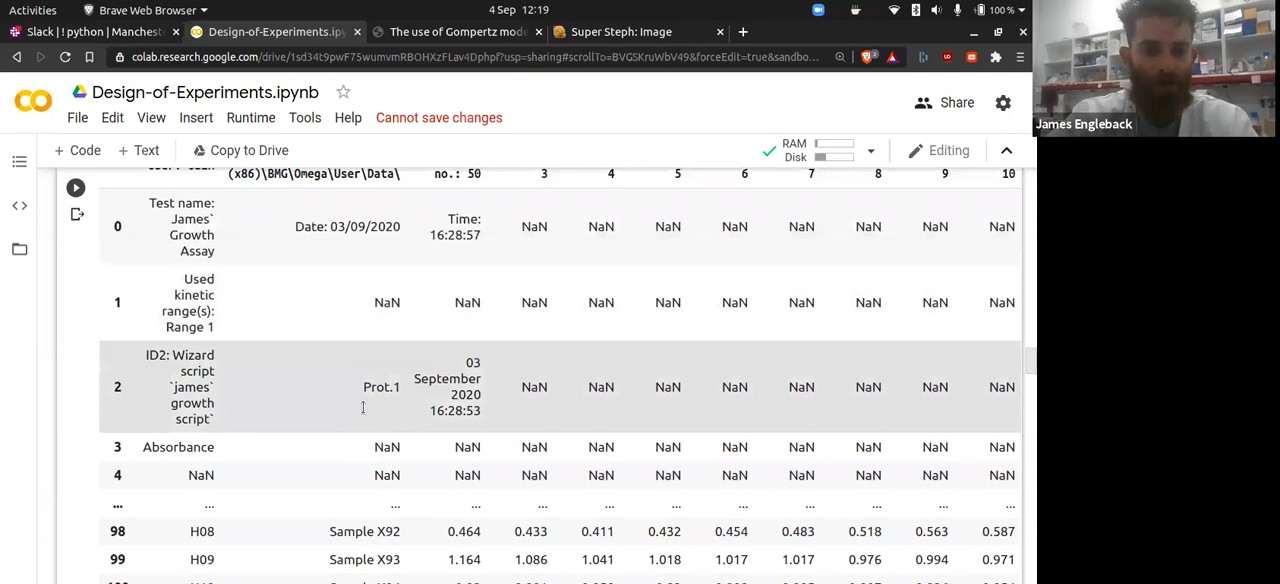 Activities
Brave Web Browser
4 Sep 12:19
100 %
Slack | ! python | Manchest
Design-of-Experiments.ipy
The use of Gompertz mode
Super Steph: Image
colab.research.google.com/drive/1sd34t9pwF75wumvmRBOHXzFLav4Dphpf?usp=sharing#scrollTo=BVGSKruWbV49&forceEdit=true&sandbo...
Design-of-Experiments.ipynb
Share
File Edit View Insert Runtime Tools Help Cannot save changes
+ Code + Text Copy to Drive
RAM
Disk
Editing
James Engleback
(x86)\BMG\Omega\User\Data\ no.: 50 3 4 5 6 7 8 9 10
0 Test name: James` Growth Assay Date: 03/09/2020 Time: 16:28:57 NaN NaN NaN NaN NaN NaN NaN NaN
1 Used kinetic range(s): Range 1 NaN NaN NaN NaN NaN NaN NaN NaN NaN NaN
2 ID2: Wizard script `james` growth script` Prot.1 03 September 2020 16:28:53 NaN NaN NaN NaN NaN NaN NaN NaN
3 Absorbance NaN NaN NaN NaN NaN NaN NaN NaN NaN NaN
4 NaN NaN NaN NaN NaN NaN NaN NaN NaN NaN NaN
... ... ... ... ... ... ... ... ... ... ... ...
98 H08 Sample X92 0.464 0.433 0.411 0.432 0.454 0.483 0.518 0.563 0.587
99 H09 Sample X93 1.164 1.086 1.041 1.018 1.017 1.017 0.976 0.994 0.971